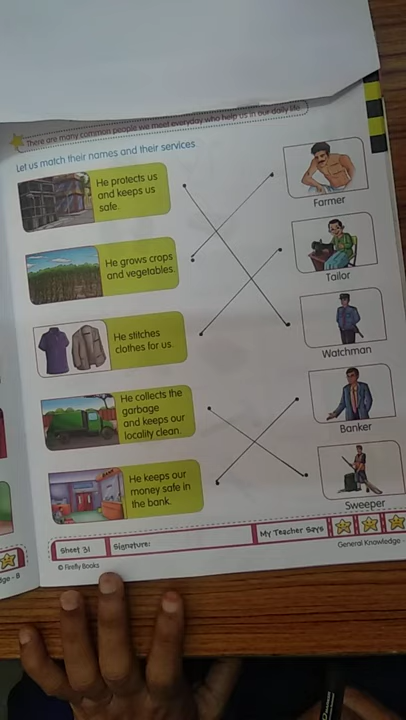 There are many common people we meet everyday who help us in our daily life.
Let us match their names and their services
He protects us
and keeps us
safe.
Farmer
He grows crops
and vegetables.
Tailor
He stitches
clothes for us.
Watchman
He collects the
garbage
and keeps our
locality clean.
Banker
He keeps our
money safe in
the bank.
Sweeper
Sheet 31
Signature:
My Teacher Says
© Firefly Books
General Knowledge -
ge - 8